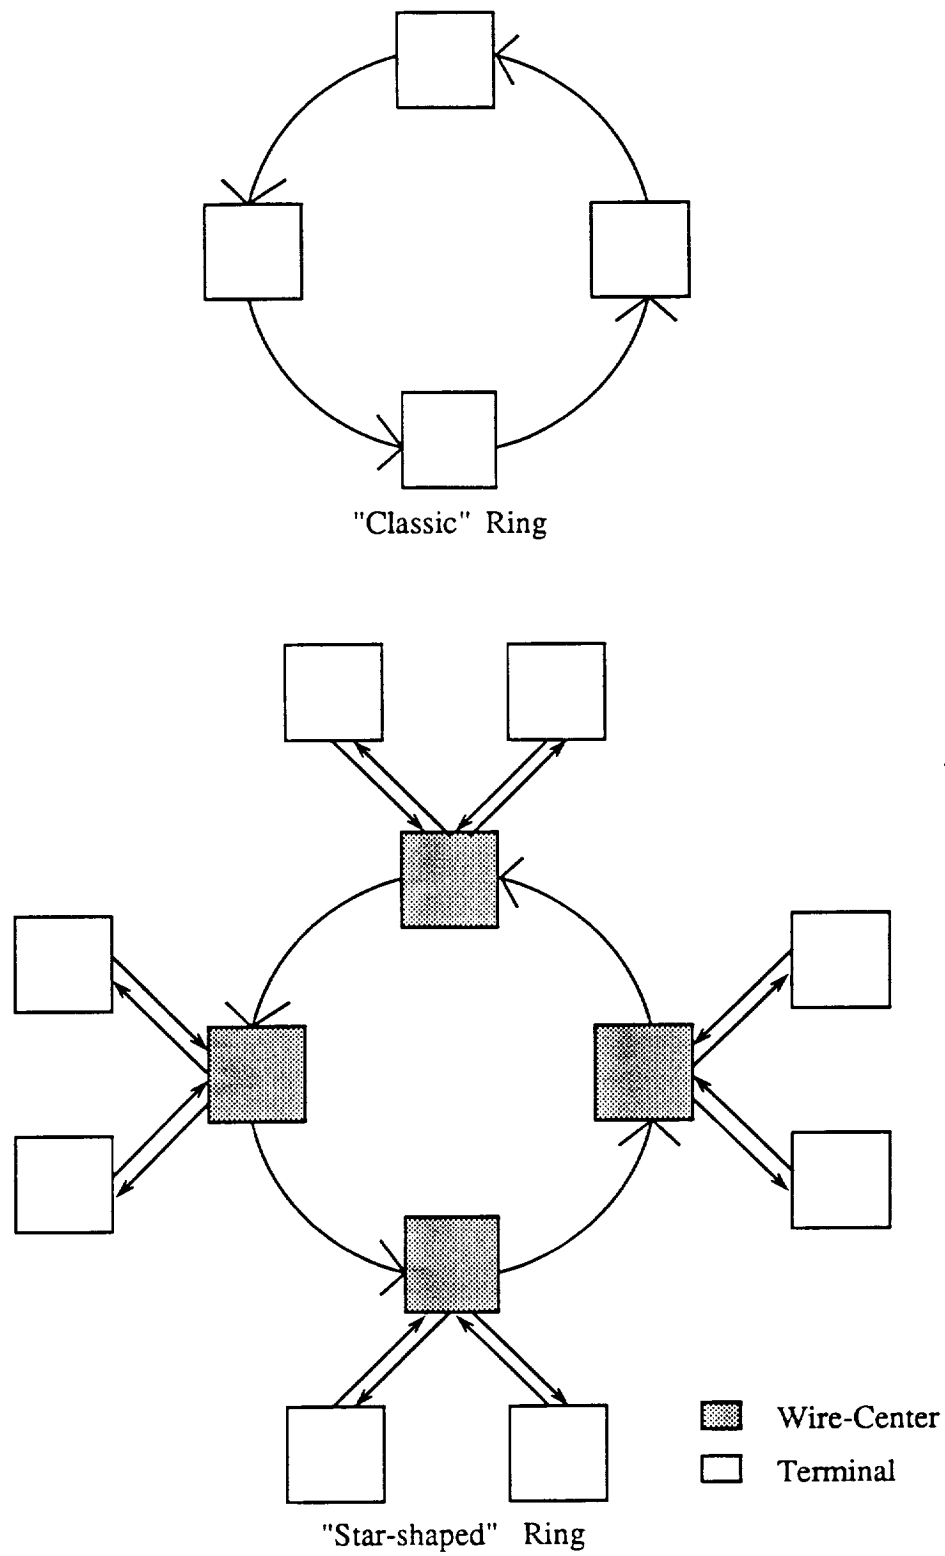 "Classic" Ring
Wire-Center
Terminal
"Star-shaped" Ring